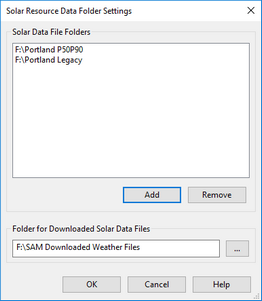 Solar Resource Data Folder Settings
Solar Data File Folders
F:\Portland P50P90
F:\Portland Legacy
Add
Remove
Folder for Downloaded Solar Data Files
F:\SAM Downloaded Weather Files
...
OK
Cancel
Help